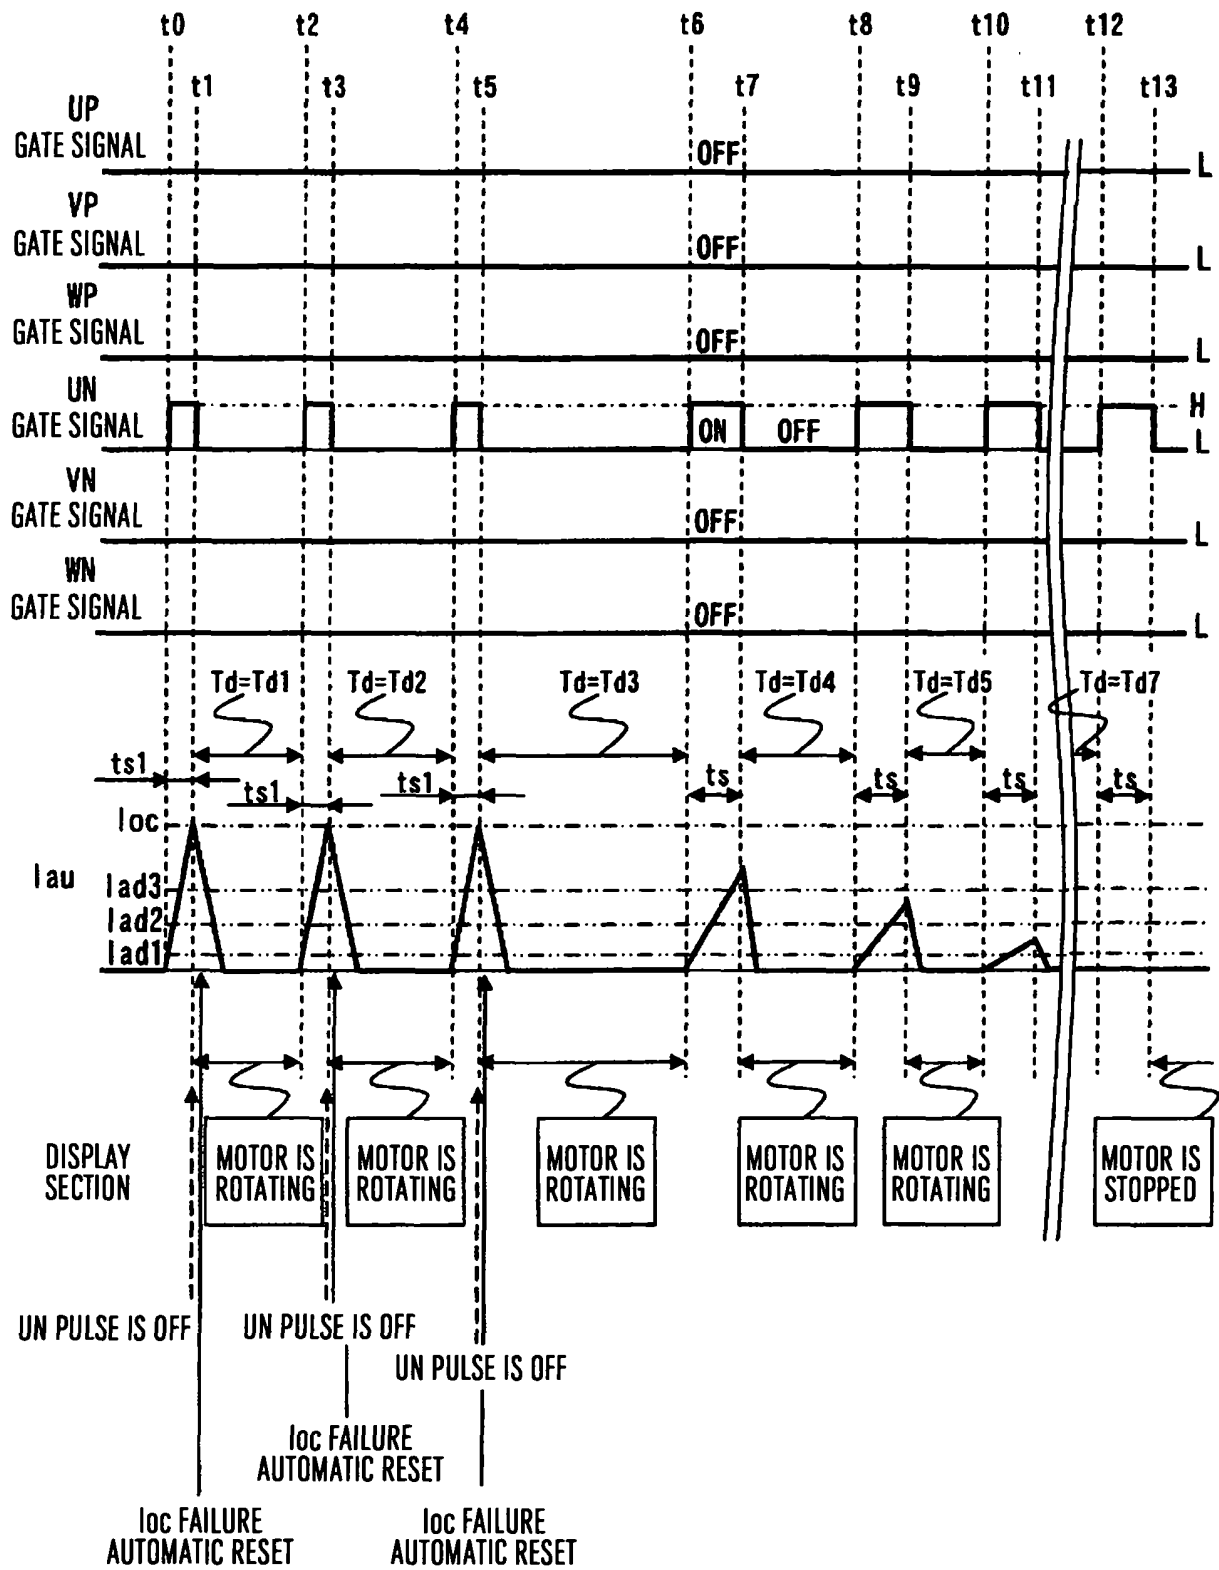 t0 t2 t4 t6 t8 t10 t12
t1 t3 t5 t7 t9 t11 t13
UP
GATE SIGNAL
OFF
L
VP
GATE SIGNAL
OFF
L
WP
GATE SIGNAL
OFF
L
UN
GATE SIGNAL
ON
OFF
H
L
VN
GATE SIGNAL
OFF
L
WN
GATE SIGNAL
OFF
L
Td=Td1 Td=Td2 Td=Td3 Td=Td4 Td=Td5 Td=Td7
ts1 ts1 ts1 ts ts ts ts
Ioc
Iau
Iad3
Iad2
Iad1
DISPLAY
SECTION
MOTOR IS
ROTATING
MOTOR IS
ROTATING
MOTOR IS
ROTATING
MOTOR IS
ROTATING
MOTOR IS
ROTATING
MOTOR IS
STOPPED
UN PULSE IS OFF
UN PULSE IS OFF
UN PULSE IS OFF
Ioc FAILURE
AUTOMATIC RESET
Ioc FAILURE
AUTOMATIC RESET
Ioc FAILURE
AUTOMATIC RESET